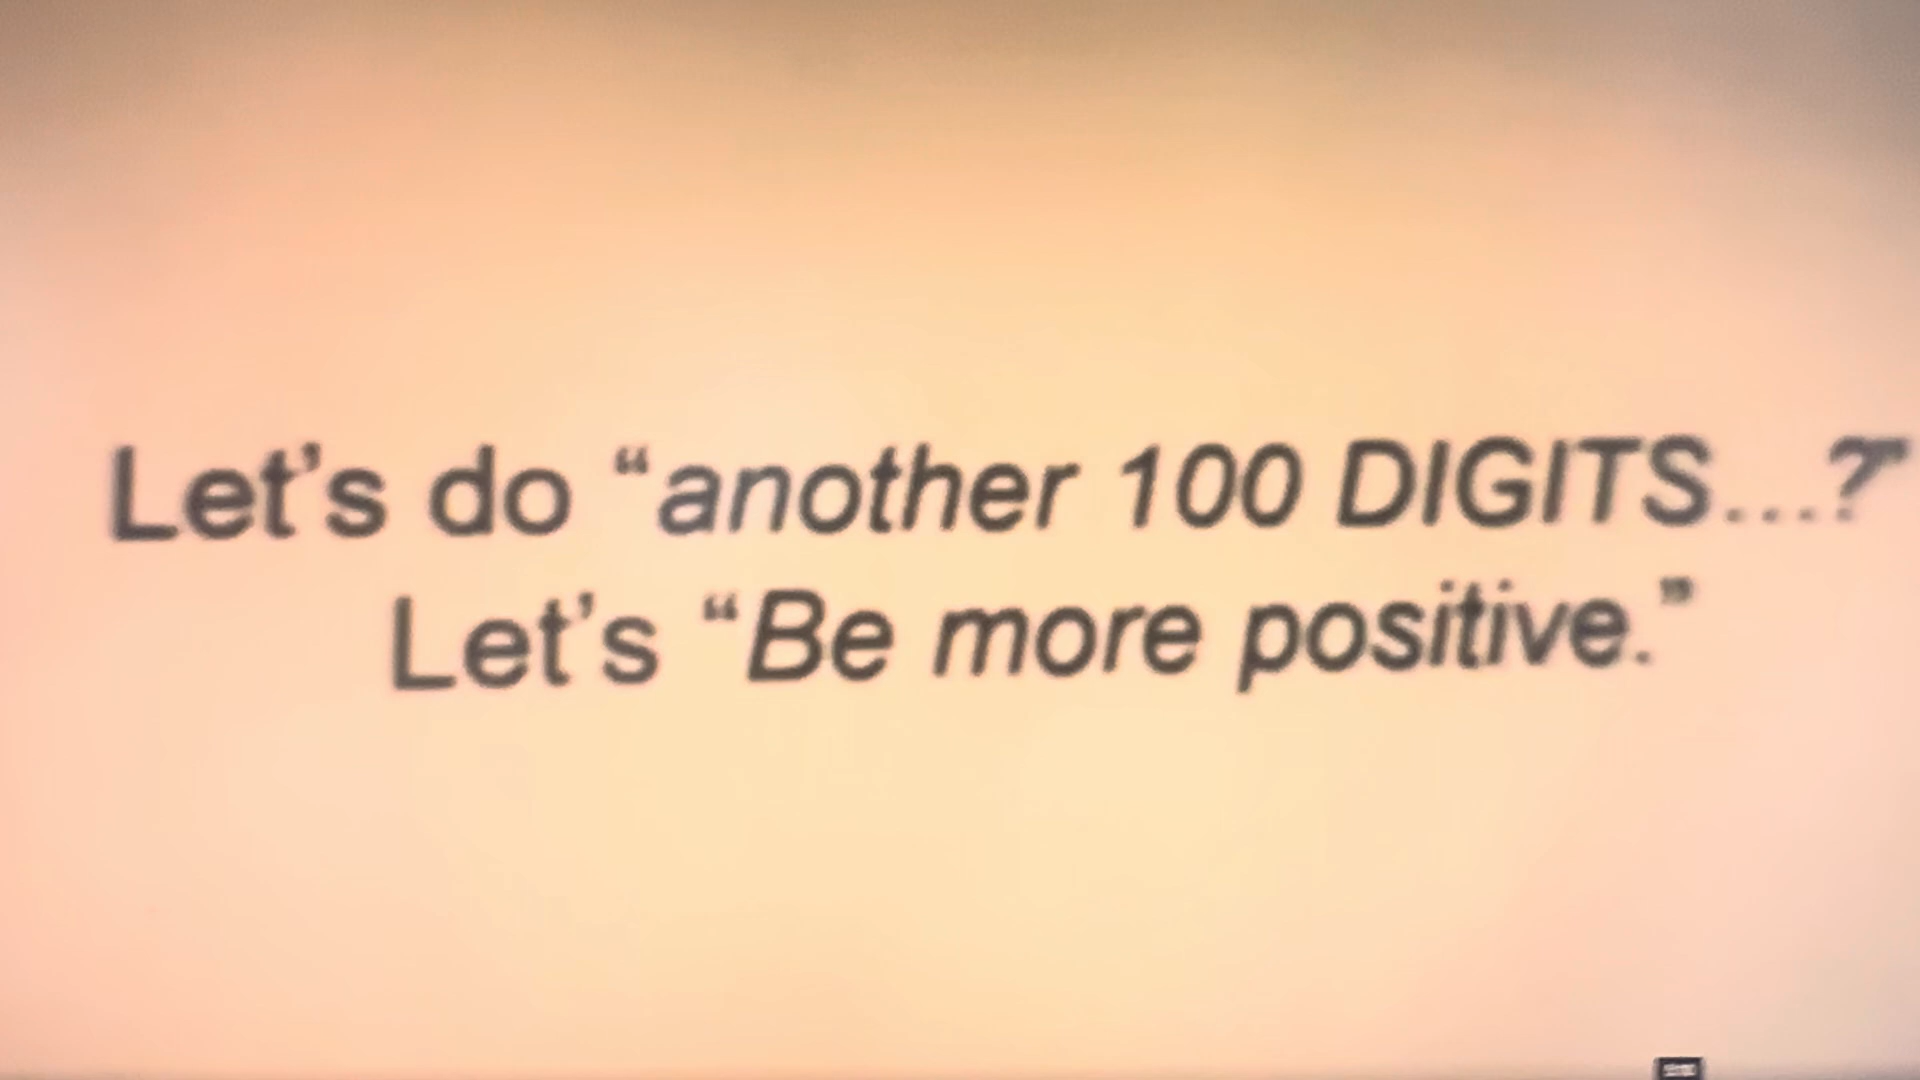 Let's do “another 100 DIGITS...?”
Let's “Be more positive.”